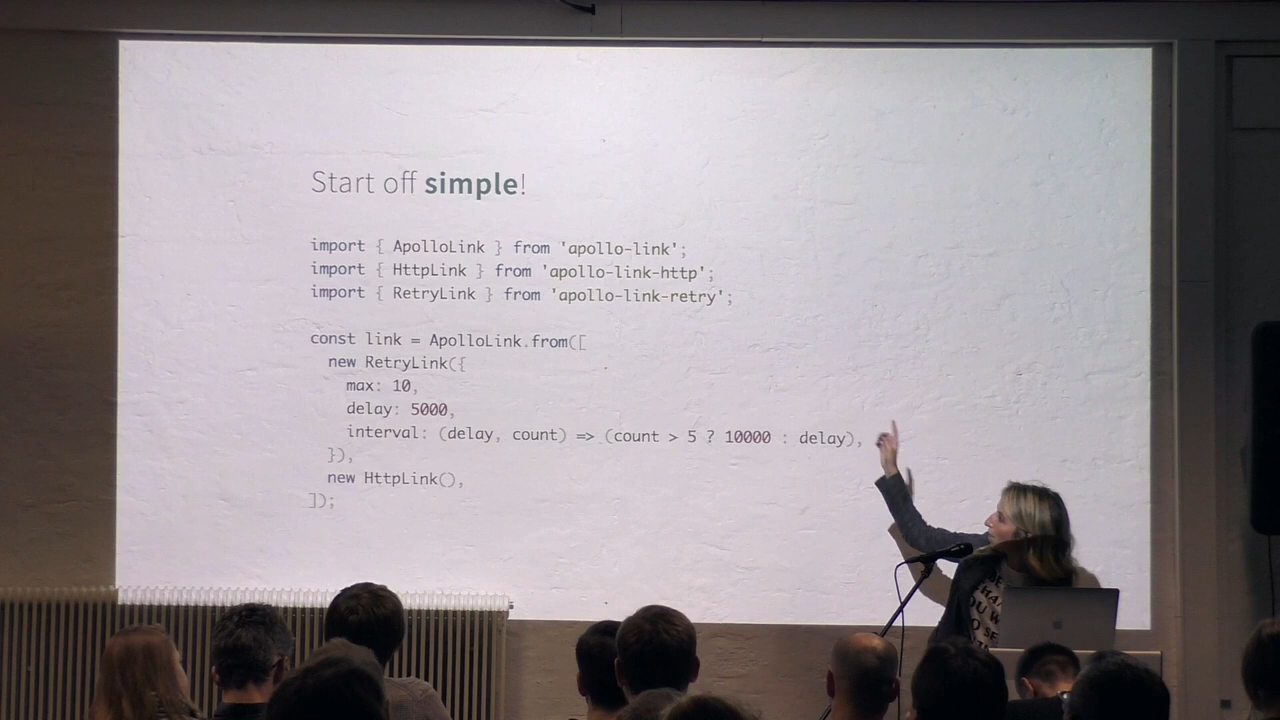 Start off simple!
import { ApolloLink } from 'apollo-link';
import { HttpLink } from 'apollo-link-http';
import { RetryLink } from 'apollo-link-retry';
const link = ApolloLink.from([
new RetryLink({
max: 10,
delay: 5000,
interval: (delay, count) => (count > 5 ? 10000 : delay),
}),
new HttpLink(),
]);
YOU